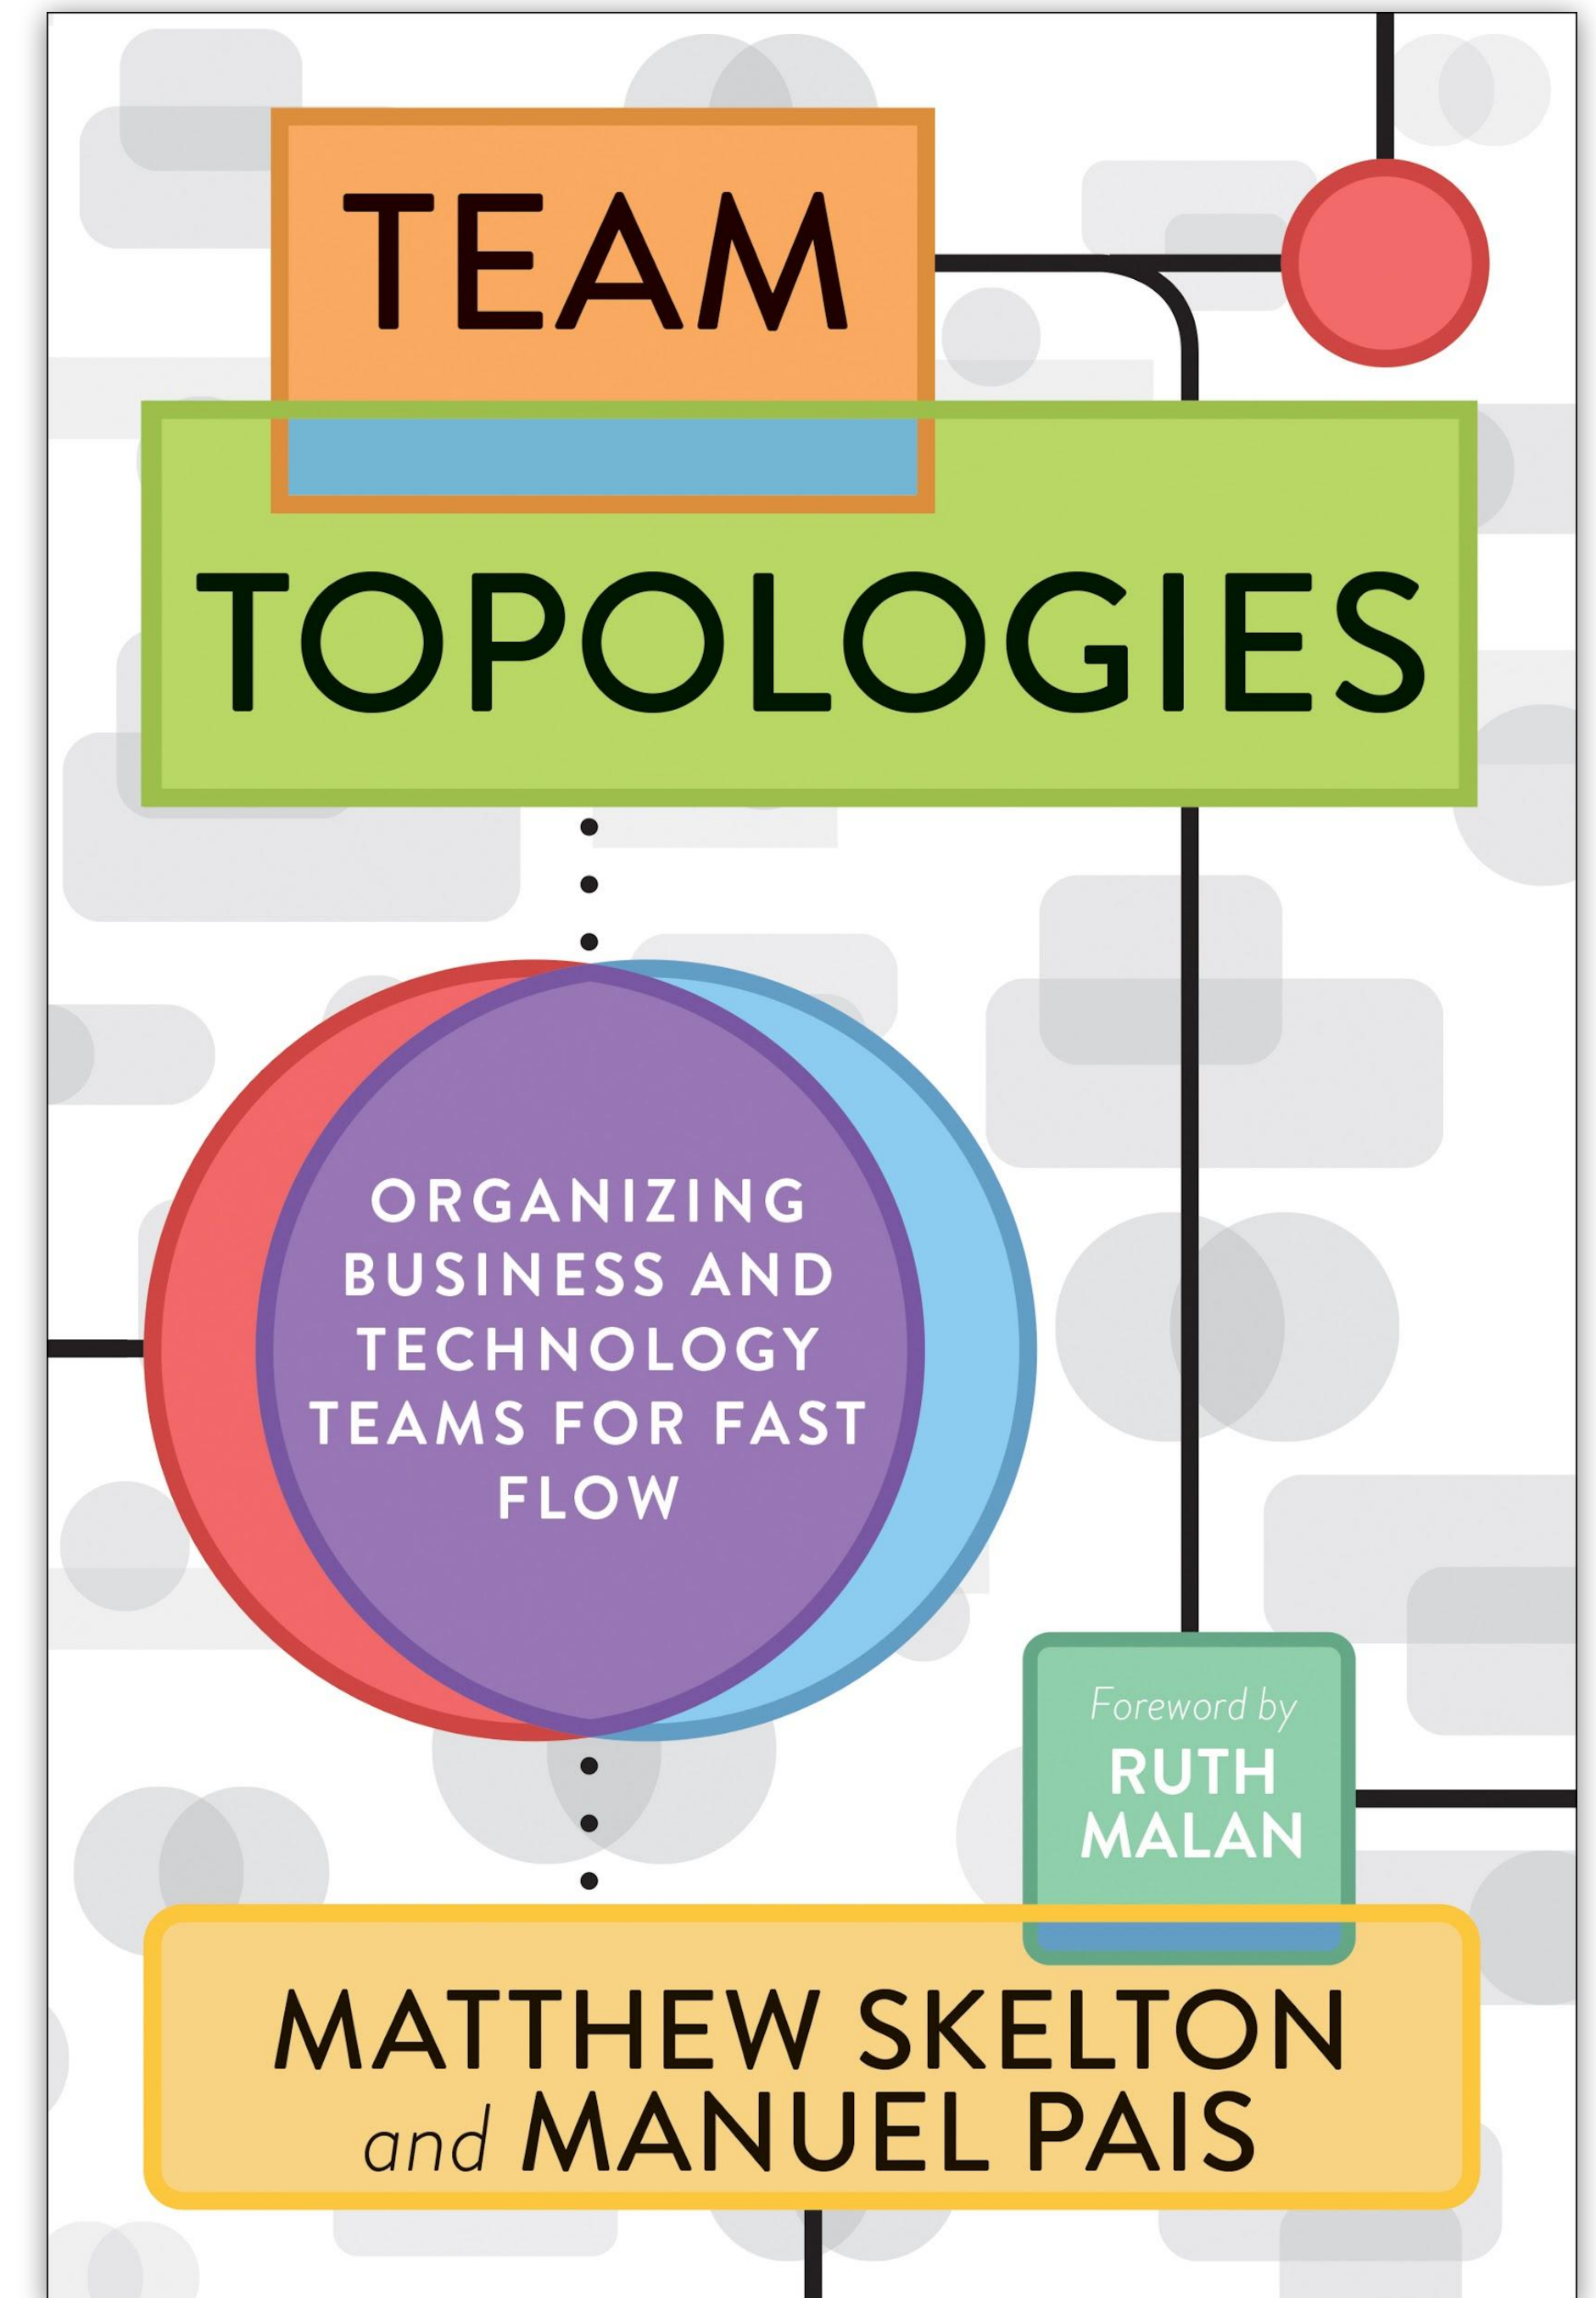 TEAM
TOPOLOGIES
ORGANIZING
BUSINESS AND
TECHNOLOGY
TEAMS FOR FAST
FLOW
Foreword by
RUTH
MALAN
MATTHEW SKELTON
and MANUEL PAIS